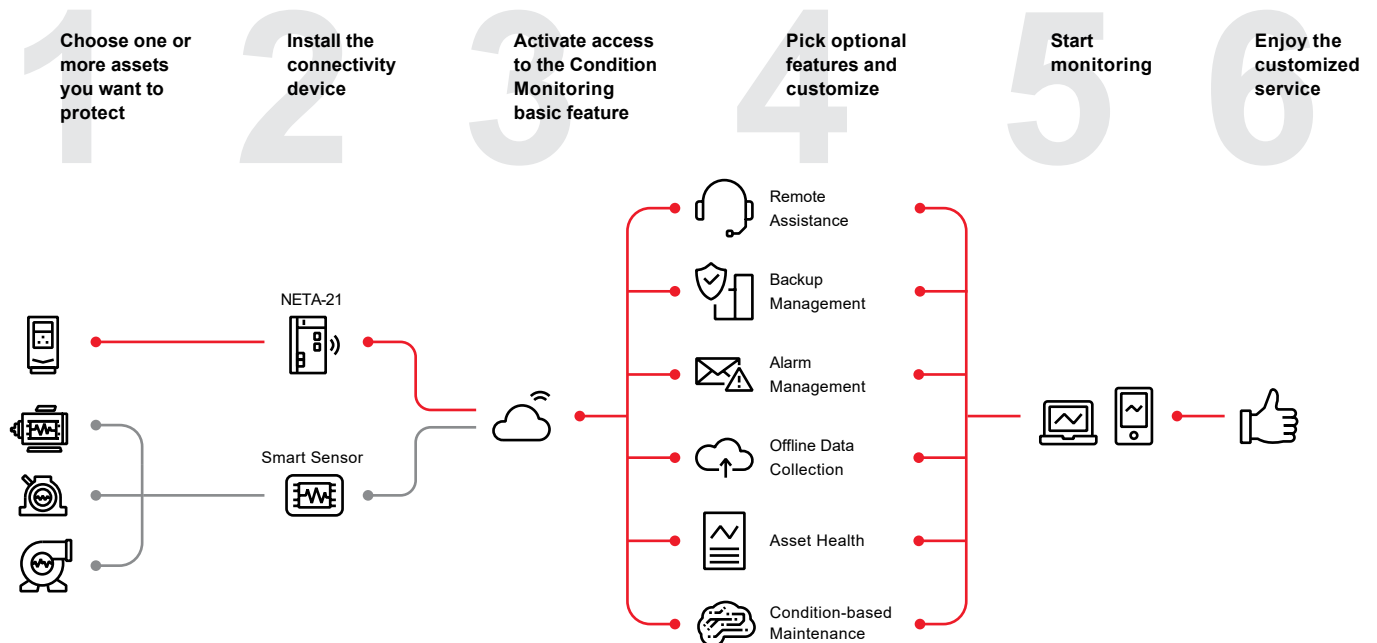 1
Choose one or
more assets
you want to
protect
2
Install the
connectivity
device
3
Activate access
to the Condition
Monitoring
basic feature
4
Pick optional
features and
customize
5
Start
monitoring
6
Enjoy the
customized
service
NETA-21
Smart Sensor
Remote
Assistance
Backup
Management
Alarm
Management
Offline Data
Collection
Asset Health
Condition-based
Maintenance